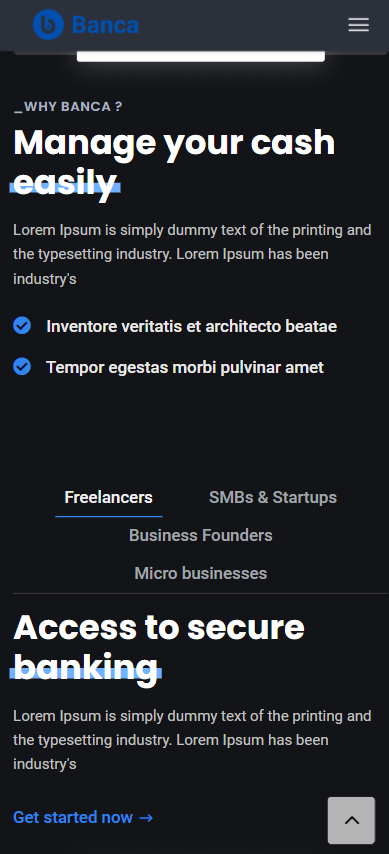 Banca
_WHY BANCA ?
Manage your cash
easily
Lorem Ipsum is simply dummy text of the printing and
the typesetting industry. Lorem Ipsum has been
industry's
Inventore veritatis et architecto beatae
Tempor egestas morbi pulvinar amet
Freelancers SMBs & Startups
Business Founders
Micro businesses
Access to secure
banking
Lorem Ipsum is simply dummy text of the printing and
the typesetting industry. Lorem Ipsum has been
industry's
Get started now →